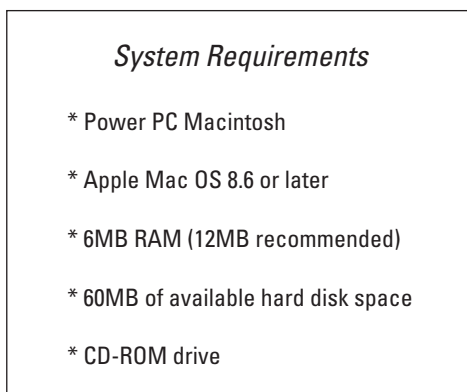 System Requirements
* Power PC Macintosh
* Apple Mac OS 8.6 or later
* 6MB RAM (12MB recommended)
* 60MB of available hard disk space
* CD-ROM drive